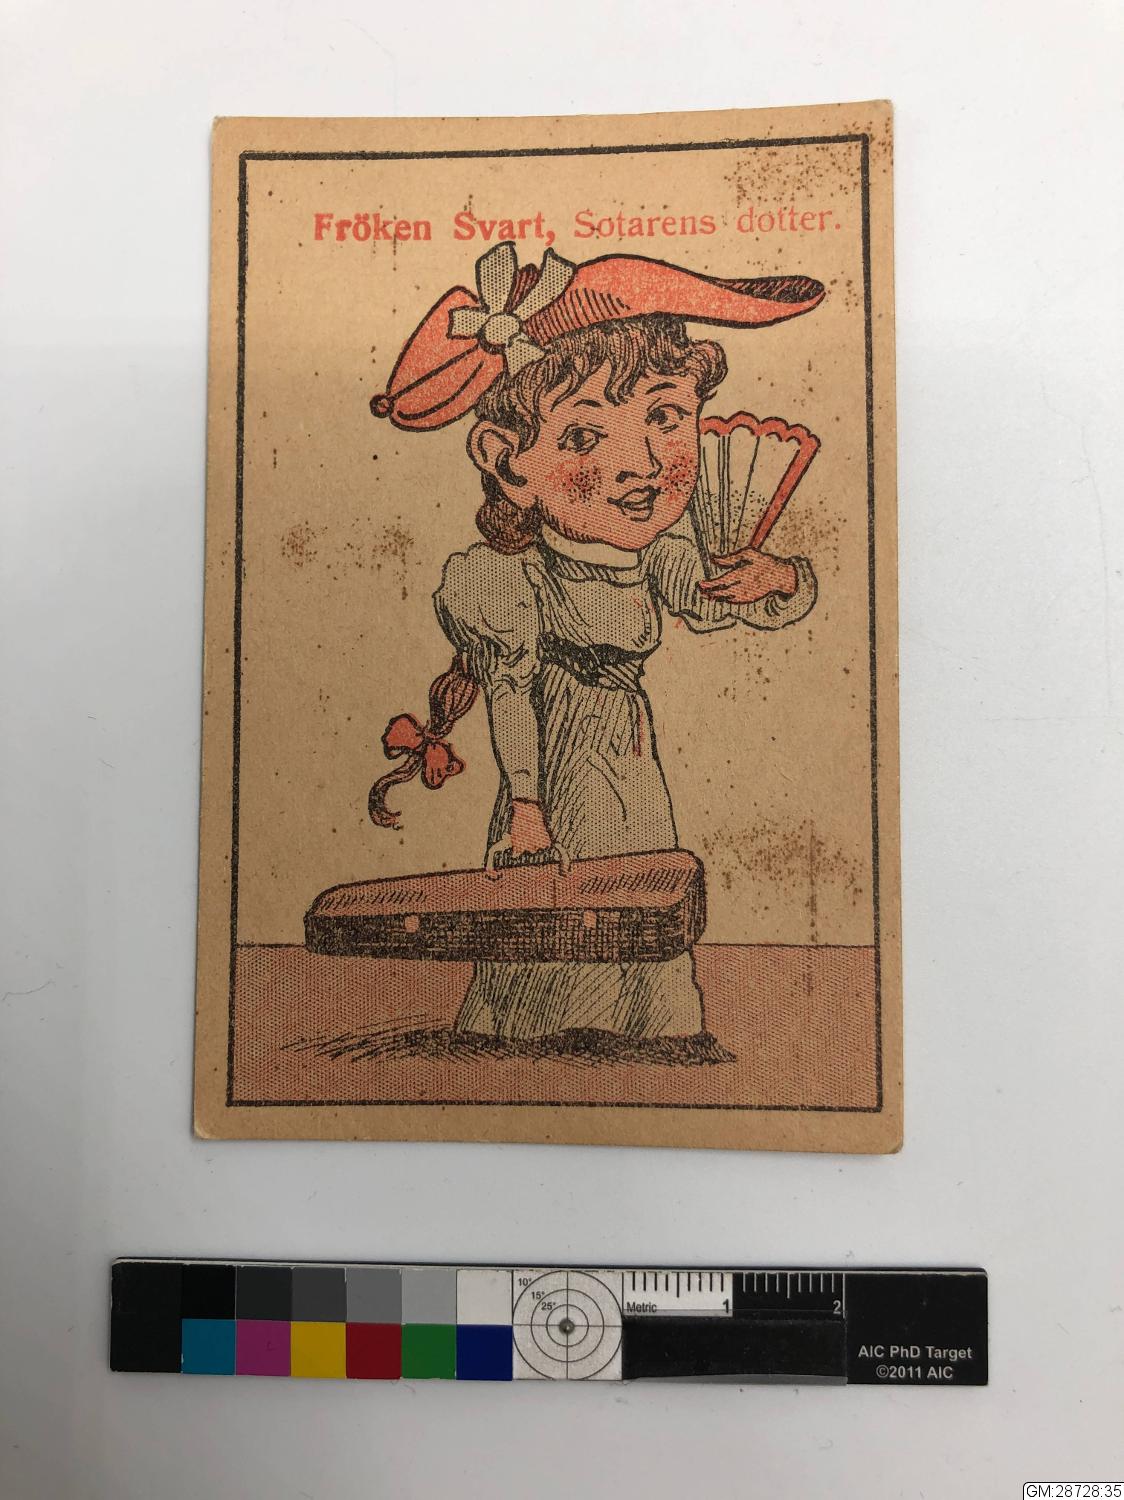 Fröken Svart, Sotarens dotter.
10°
15°
25°
Metric 1 2
AIC PhD Target
©2011 AIC
GM:28728:35